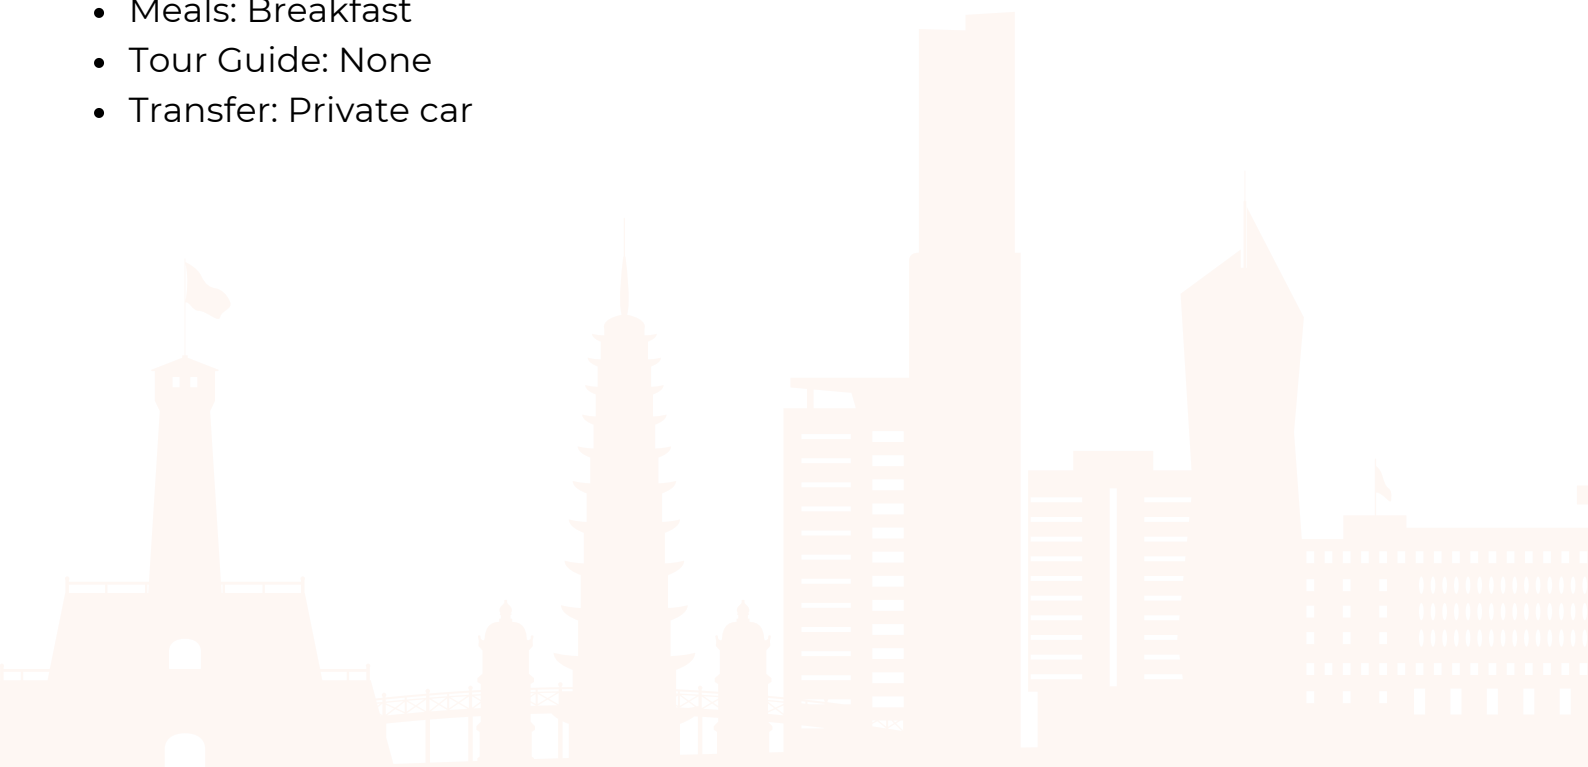 • Meals: Breakfast
• Tour Guide: None
• Transfer: Private car